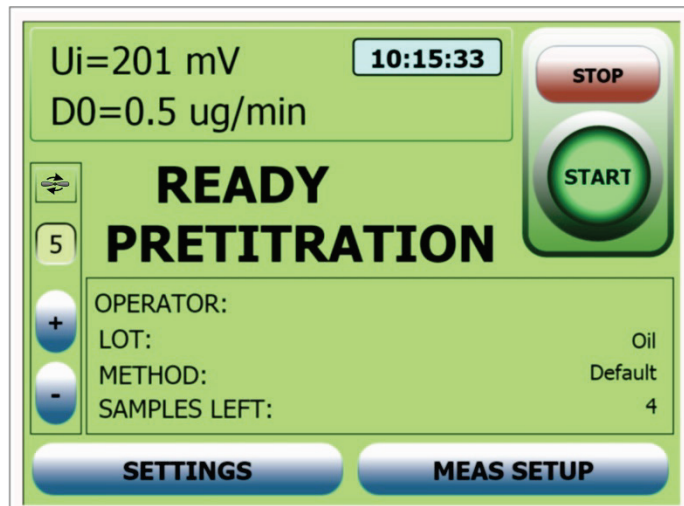 Ui=201 mV
10:15:33
D0=0.5 ug/min
STOP
START
READY
PRETITRATION
5
+
-
OPERATOR:
LOT: Oil
METHOD: Default
SAMPLES LEFT: 4
SETTINGS
MEAS SETUP